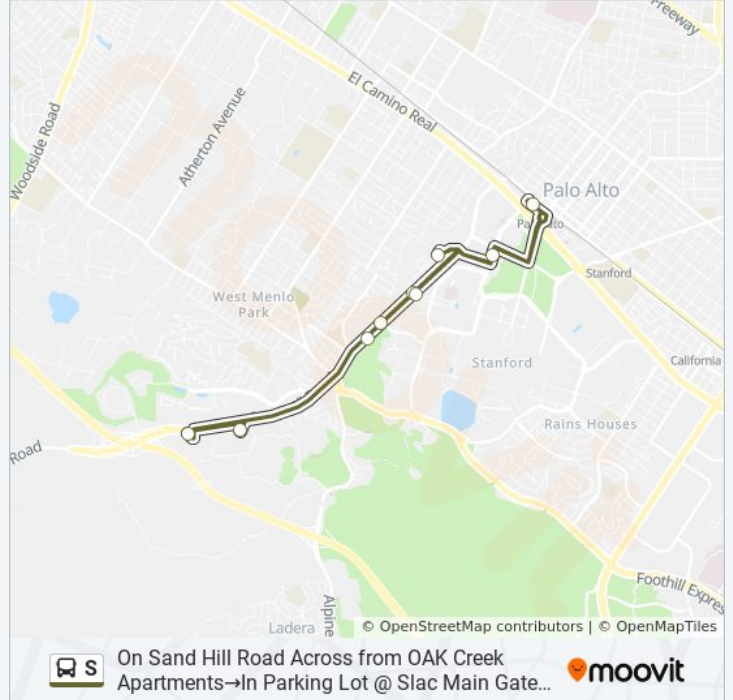 Freeway
El Camino Real
Woodside Road
Atherton Avenue
Palo Alto
Stanford
West Menlo
Park
Stanford
California
Rains Houses
Road
Foothill Expres
Alpine
Ladera
© OpenStreetMap contributors | © OpenMapTiles
S
On Sand Hill Road Across from OAK Creek
Apartments→In Parking Lot @ Slac Main Gate...
moovit